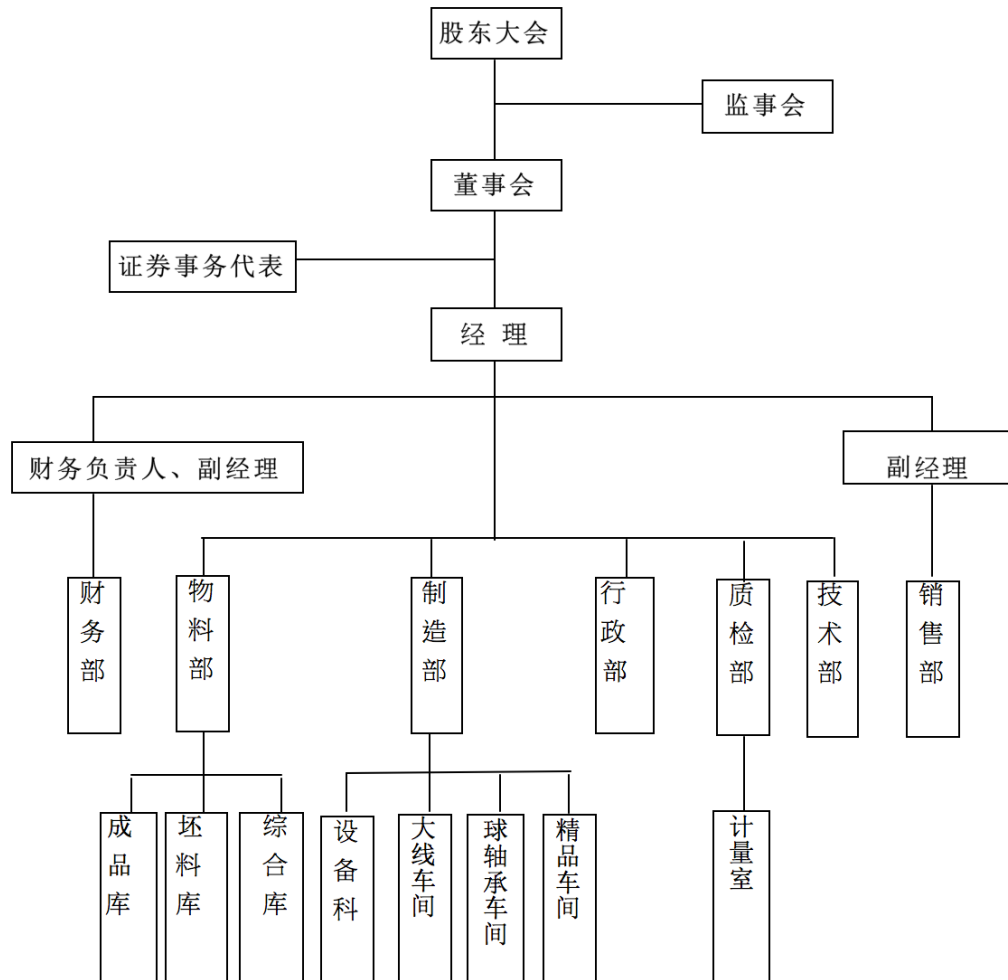 股东大会
监事会
董事会
证券事务代表
经 理
财务负责人、副经理
副经理
财务部
物料部
制造部
行政部
质检部
技术部
销售部
成品库
坯料库
综合库
设备科
大线车间
球轴承车间
精品车间
计量室